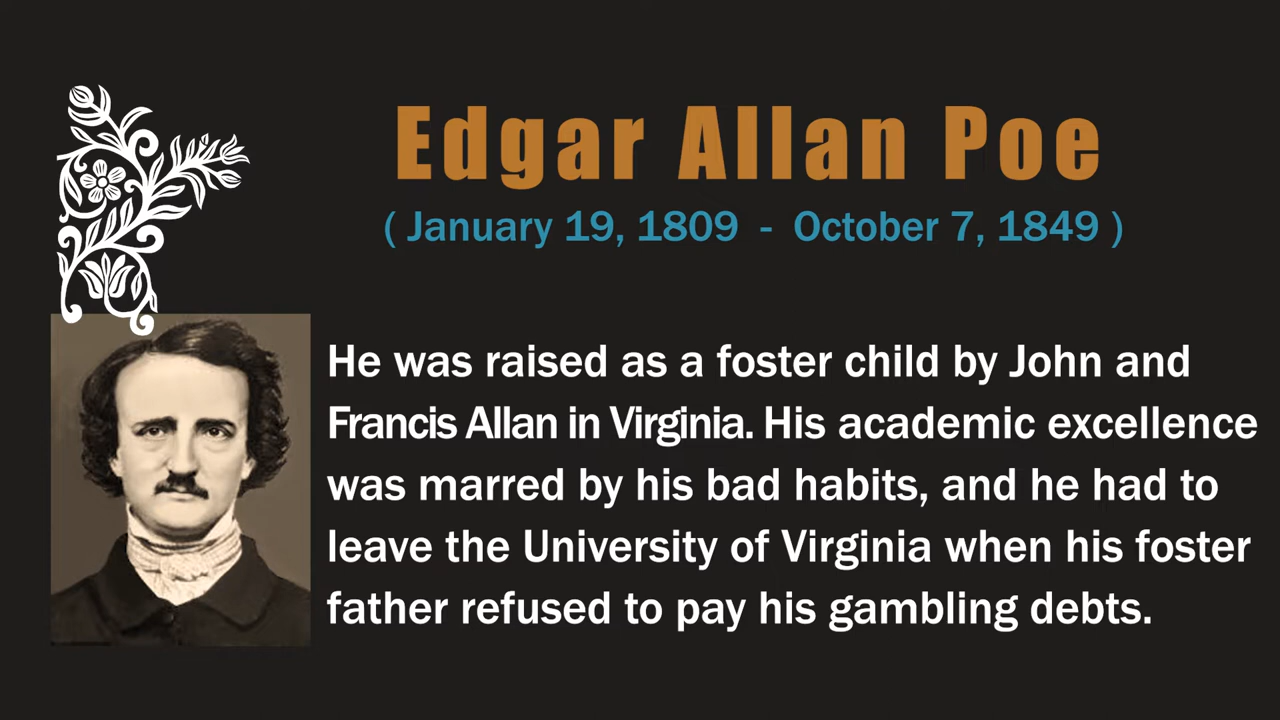 Edgar Allan Poe
( January 19, 1809 - October 7, 1849 )
He was raised as a foster child by John and
Francis Allan in Virginia. His academic excellence
was marred by his bad habits, and he had to
leave the University of Virginia when his foster
father refused to pay his gambling debts.